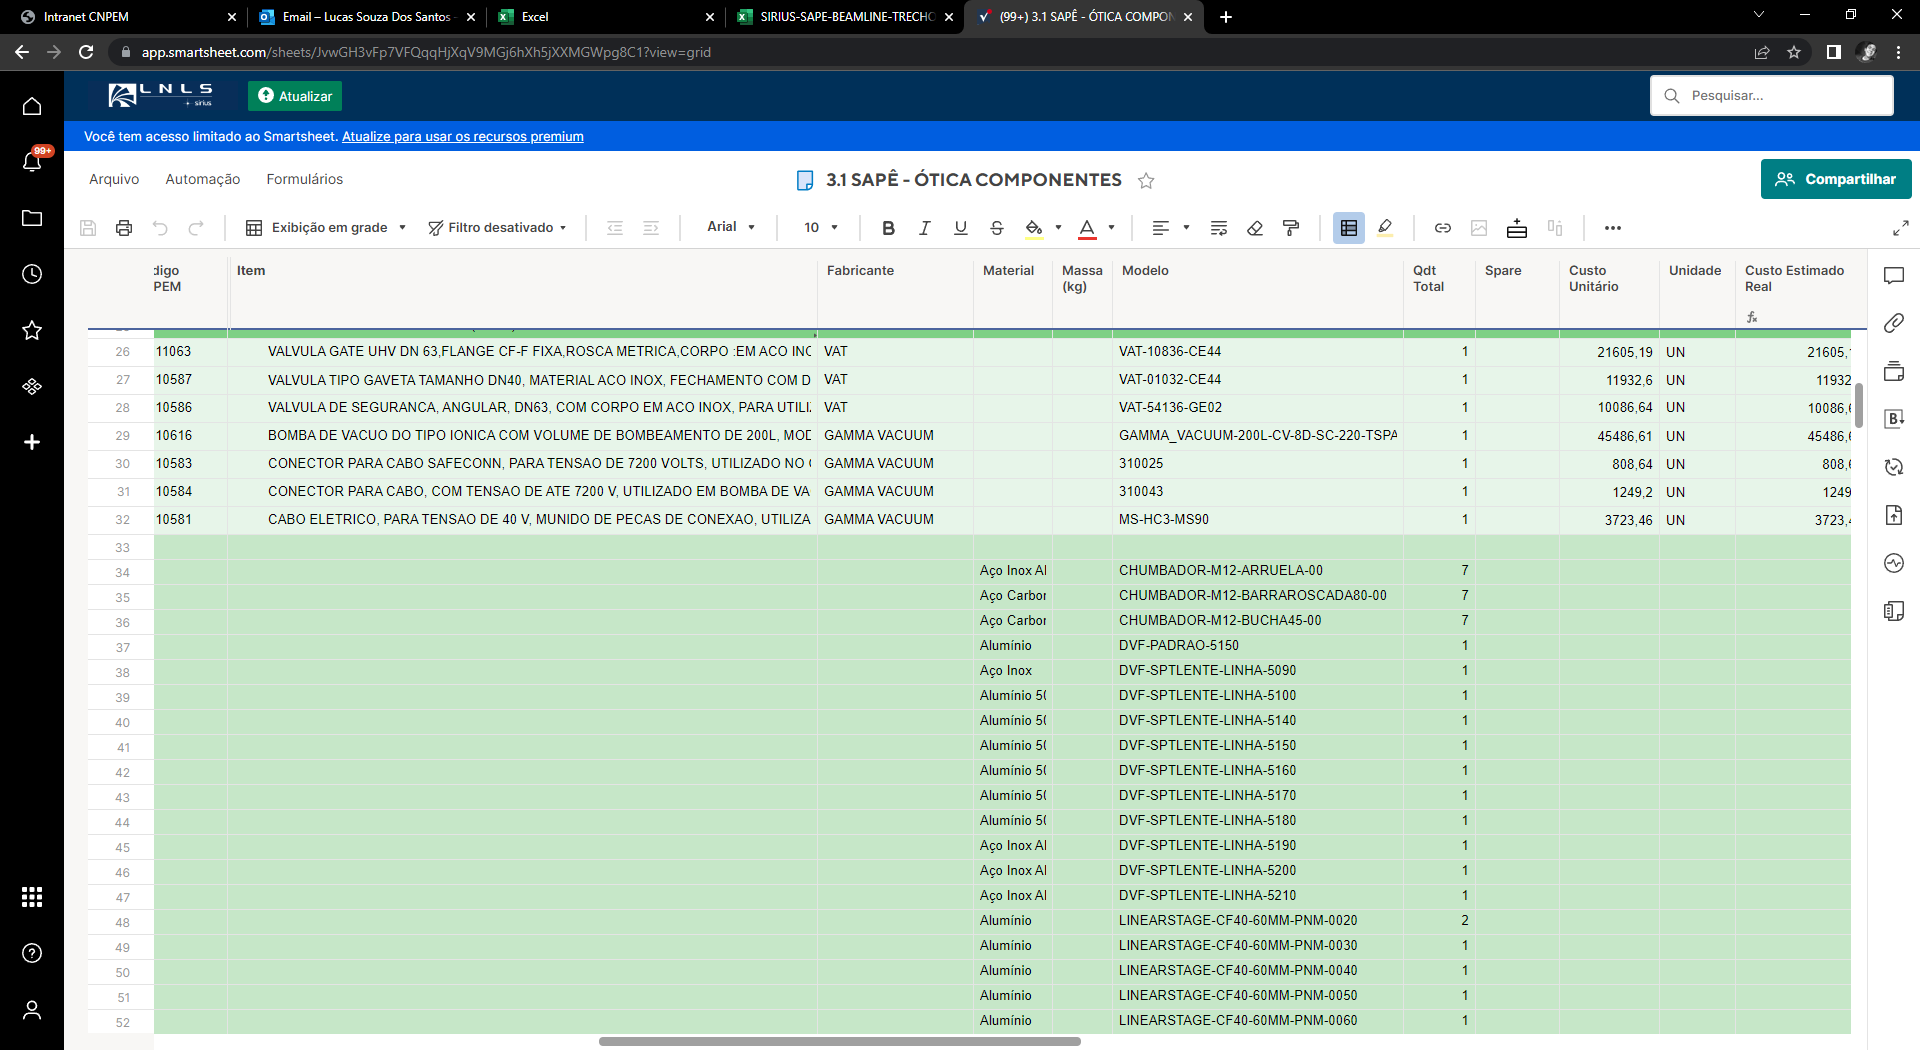 Intranet CNPEM
Email – Lucas Souza Dos Santos -
Excel
SIRIUS-SAPE-BEAMLINE-TRECHO
(99+) 3.1 SAPÊ - ÓTICA COMPON
app.smartsheet.com/sheets/JvwGH3vFp7VFQqqHjXqV9MGj6hXh5jXXMGWpg8C1?view=grid
LNLS
sirius
Atualizar
Pesquisar...
99+
Você tem acesso limitado ao Smartsheet. Atualize para usar os recursos premium
Arquivo Automação Formulários
3.1 SAPÊ - ÓTICA COMPONENTES
Compartilhar
Exibição em grade Filtro desativado Arial 10 B I U S A
digo PEM Item Fabricante Material Massa (kg) Modelo Qdt Total Spare Custo Unitário Unidade Custo Estimado Real
fx
26 11063 VALVULA GATE UHV DN 63,FLANGE CF-F FIXA,ROSCA METRICA,CORPO :EM ACO INC VAT VAT-10836-CE44 1 21605,19 UN 21605,
27 10587 VALVULA TIPO GAVETA TAMANHO DN40, MATERIAL ACO INOX, FECHAMENTO COM D VAT VAT-01032-CE44 1 11932,6 UN 11932
28 10586 VALVULA DE SEGURANCA, ANGULAR, DN63, COM CORPO EM ACO INOX, PARA UTILI VAT VAT-54136-GE02 1 10086,64 UN 10086,6
29 10616 BOMBA DE VACUO DO TIPO IONICA COM VOLUME DE BOMBEAMENTO DE 200L, MOD GAMMA VACUUM GAMMA_VACUUM-200L-CV-8D-SC-220-TSPA 1 45486,61 UN 45486,6
30 10583 CONECTOR PARA CABO SAFECONN, PARA TENSAO DE 7200 VOLTS, UTILIZADO NO GAMMA VACUUM 310025 1 808,64 UN 808,6
31 10584 CONECTOR PARA CABO, COM TENSAO DE ATE 7200 V, UTILIZADO EM BOMBA DE VA GAMMA VACUUM 310043 1 1249,2 UN 1249
32 10581 CABO ELETRICO, PARA TENSAO DE 40 V, MUNIDO DE PECAS DE CONEXAO, UTILIZA GAMMA VACUUM MS-HC3-MS90 1 3723,46 UN 3723,4
33
34 Aço Inox AI CHUMBADOR-M12-ARRUELA-00 7
35 Aço Carbor CHUMBADOR-M12-BARRAROSCADA80-00 7
36 Aço Carbor CHUMBADOR-M12-BUCHA45-00 7
37 Alumínio DVF-PADRAO-5150 1
38 Aço Inox DVF-SPTLENTE-LINHA-5090 1
39 Alumínio 50 DVF-SPTLENTE-LINHA-5100 1
40 Alumínio 50 DVF-SPTLENTE-LINHA-5140 1
41 Alumínio 50 DVF-SPTLENTE-LINHA-5150 1
42 Alumínio 50 DVF-SPTLENTE-LINHA-5160 1
43 Alumínio 50 DVF-SPTLENTE-LINHA-5170 1
44 Alumínio 50 DVF-SPTLENTE-LINHA-5180 1
45 Aço Inox AI DVF-SPTLENTE-LINHA-5190 1
46 Aço Inox AI DVF-SPTLENTE-LINHA-5200 1
47 Aço Inox AI DVF-SPTLENTE-LINHA-5210 1
48 Alumínio LINEARSTAGE-CF40-60MM-PNM-0020 2
49 Alumínio LINEARSTAGE-CF40-60MM-PNM-0030 1
50 Alumínio LINEARSTAGE-CF40-60MM-PNM-0040 1
51 Alumínio LINEARSTAGE-CF40-60MM-PNM-0050 1
52 Alumínio LINEARSTAGE-CF40-60MM-PNM-0060 1